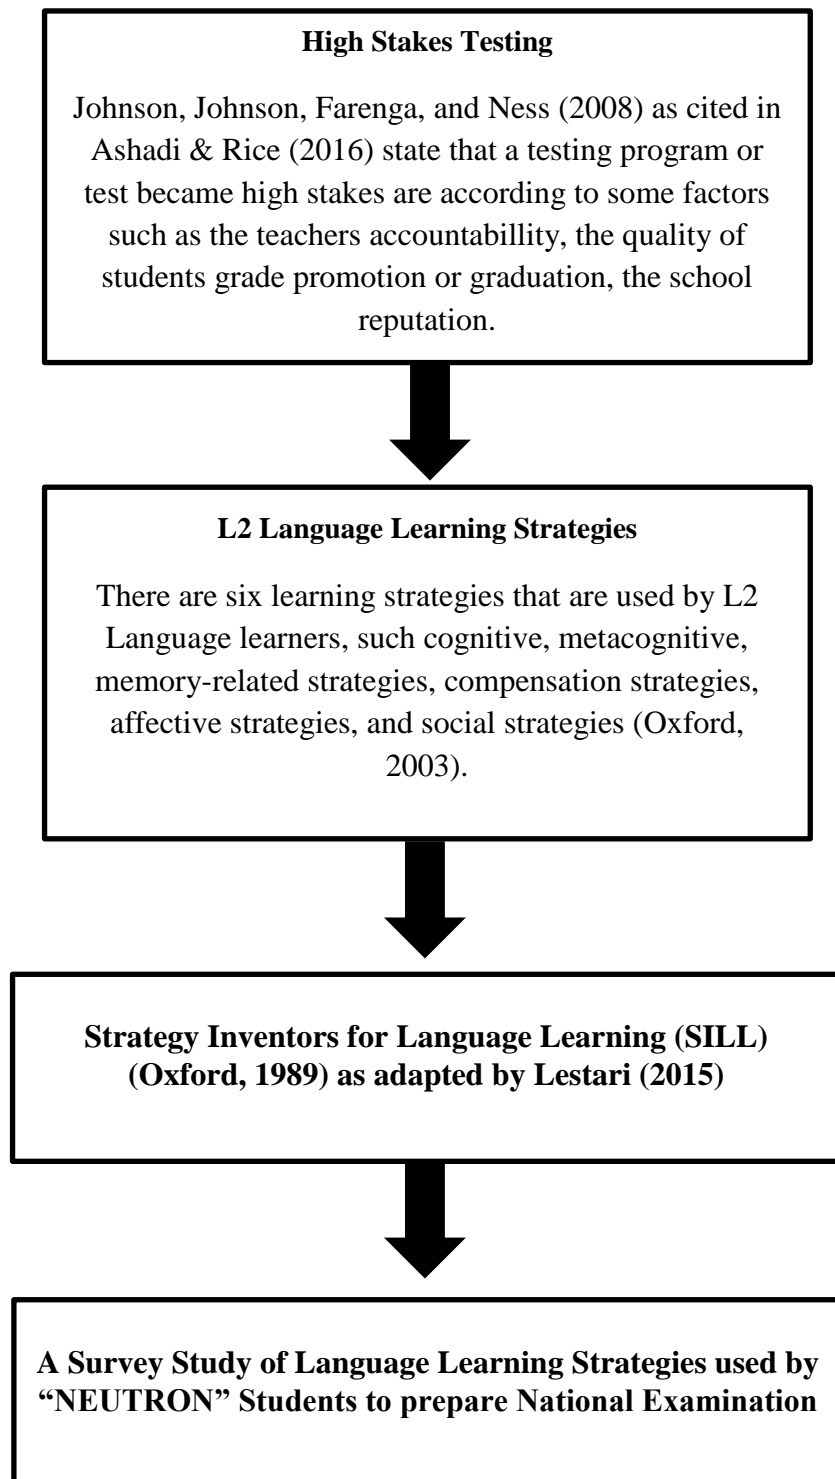 High Stakes Testing
Johnson, Johnson, Farenga, and Ness (2008) as cited in
Ashadi & Rice (2016) state that a testing program or
test became high stakes are according to some factors
such as the teachers accountabillity, the quality of
students grade promotion or graduation, the school
reputation.
L2 Language Learning Strategies
There are six learning strategies that are used by L2
Language learners, such cognitive, metacognitive,
memory-related strategies, compensation strategies,
affective strategies, and social strategies (Oxford,
2003).
Strategy Inventors for Language Learning (SILL)
(Oxford, 1989) as adapted by Lestari (2015)
A Survey Study of Language Learning Strategies used by
“NEUTRON” Students to prepare National Examination